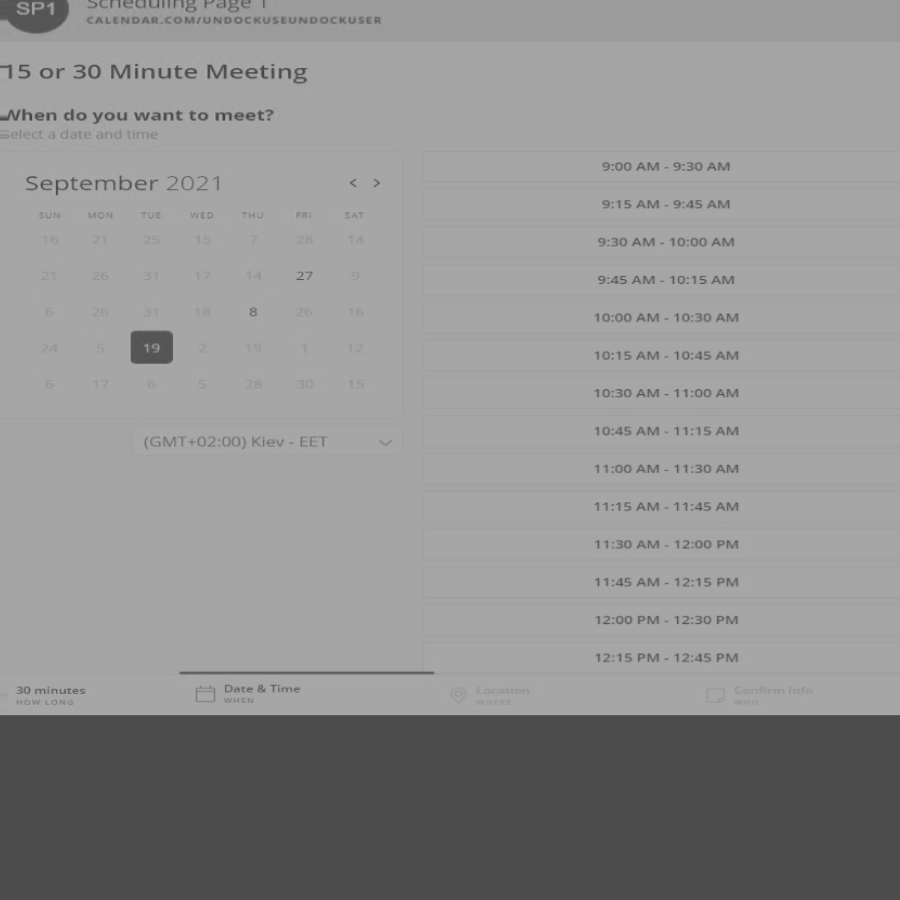 SP1
Scheduling Page 1
CALENDAR.COM/UNDOCKUSEUNDOCKUSER
15 or 30 Minute Meeting
When do you want to meet?
Select a date and time
September 2021 < >
SUN MON TUE WED THU FRI SAT
16 21 25 15 7 28 14
21 26 31 17 14 27 9
6 26 31 18 8 26 16
24 5 19 2 19 1 12
6 17 6 5 28 30 15
(GMT+02:00) Kiev - EET
9:00 AM - 9:30 AM
9:15 AM - 9:45 AM
9:30 AM - 10:00 AM
9:45 AM - 10:15 AM
10:00 AM - 10:30 AM
10:15 AM - 10:45 AM
10:30 AM - 11:00 AM
10:45 AM - 11:15 AM
11:00 AM - 11:30 AM
11:15 AM - 11:45 AM
11:30 AM - 12:00 PM
11:45 AM - 12:15 PM
12:00 PM - 12:30 PM
12:15 PM - 12:45 PM
30 minutes
HOW LONG
Date & Time
WHEN
Location
WHERE
Confirm Info
WHO